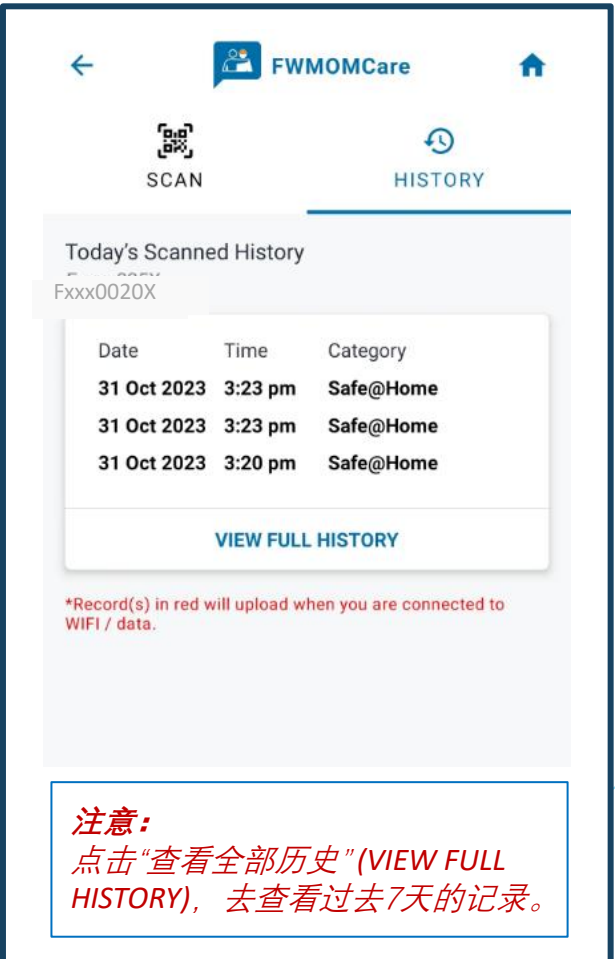 FWMOMCare
SCAN
HISTORY
Today's Scanned History
Fxxx0020X
Date Time Category
31 Oct 2023 3:23 pm Safe@Home
31 Oct 2023 3:23 pm Safe@Home
31 Oct 2023 3:20 pm Safe@Home
VIEW FULL HISTORY
*Record(s) in red will upload when you are connected to
WIFI / data.
注意：
点击“查看全部历史”(VIEW FULL
HISTORY)，去查看过去7天的记录。